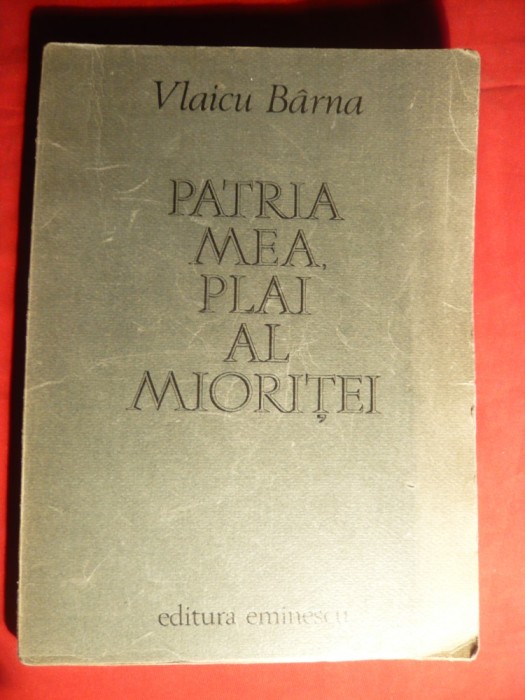 Vlaicu Bârna
PATRIA
MEA,
PLAI
AL
MIORIȚEI
editura eminescu